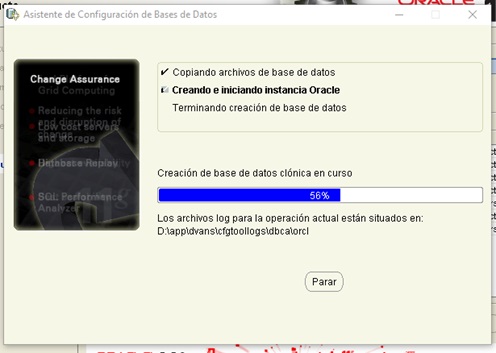 ORACLE
Asistente de Configuración de Bases de Datos
Change Assurance
Grid Computing
Reducing the risk
and disruption of
change
Low cost servers
and storage
Database Replay
SQL Performance
Analyzer
Copiando archivos de base de datos
Creando e iniciando instancia Oracle
Terminando creación de base de datos
Creación de base de datos clónica en curso
56%
Los archivos log para la operación actual están situados en:
D:\app\dvans\cfgtoollogs\dbca\orcl
Parar